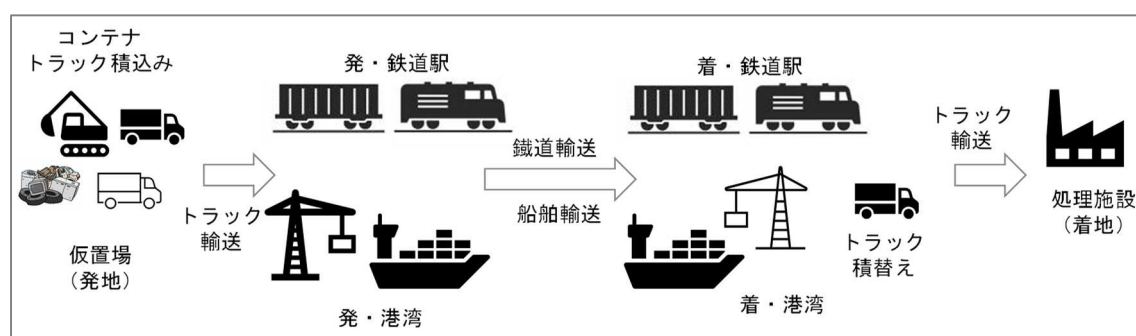 コンテナ
トラック積込み
仮置場
（発地）
トラック
輸送
発・鉄道駅
発・港湾
鐡道輸送
船舶輸送
着・鉄道駅
着・港湾
トラック
積替え
トラック
輸送
処理施設
（着地）